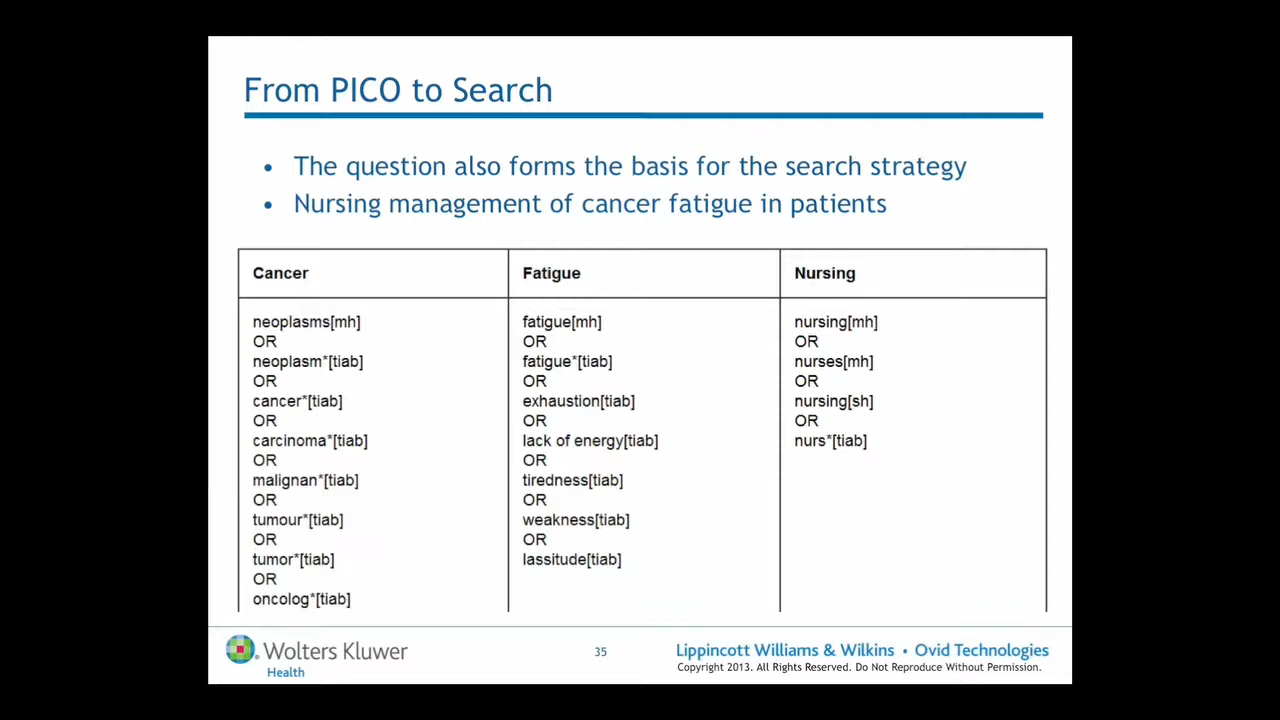 From PICO to Search
• The question also forms the basis for the search strategy
• Nursing management of cancer fatigue in patients
Cancer
neoplasms[mh]
OR
neoplasm*[tiab]
OR
cancer*[tiab]
OR
carcinoma*[tiab]
OR
malignan*[tiab]
OR
tumour*[tiab]
OR
tumor*[tiab]
OR
oncolog*[tiab]
Fatigue
fatigue[mh]
OR
fatigue*[tiab]
OR
exhaustion[tiab]
OR
lack of energy[tiab]
OR
tiredness[tiab]
OR
weakness[tiab]
OR
lassitude[tiab]
Nursing
nursing[mh]
OR
nurses[mh]
OR
nursing[sh]
OR
nurs*[tiab]
Wolters Kluwer
Health
35
Lippincott Williams & Wilkins • Ovid Technologies
Copyright 2013. All Rights Reserved. Do Not Reproduce Without Permission.